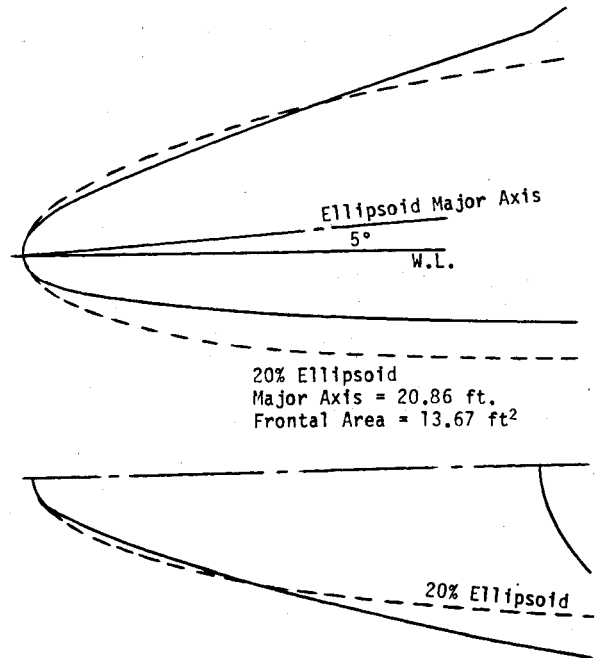 Ellipsoid Major Axis
5°
W.L.
20% Ellipsoid
Major Axis = 20.86 ft.
Frontal Area = 13.67 ft²
20% Ellipsoid